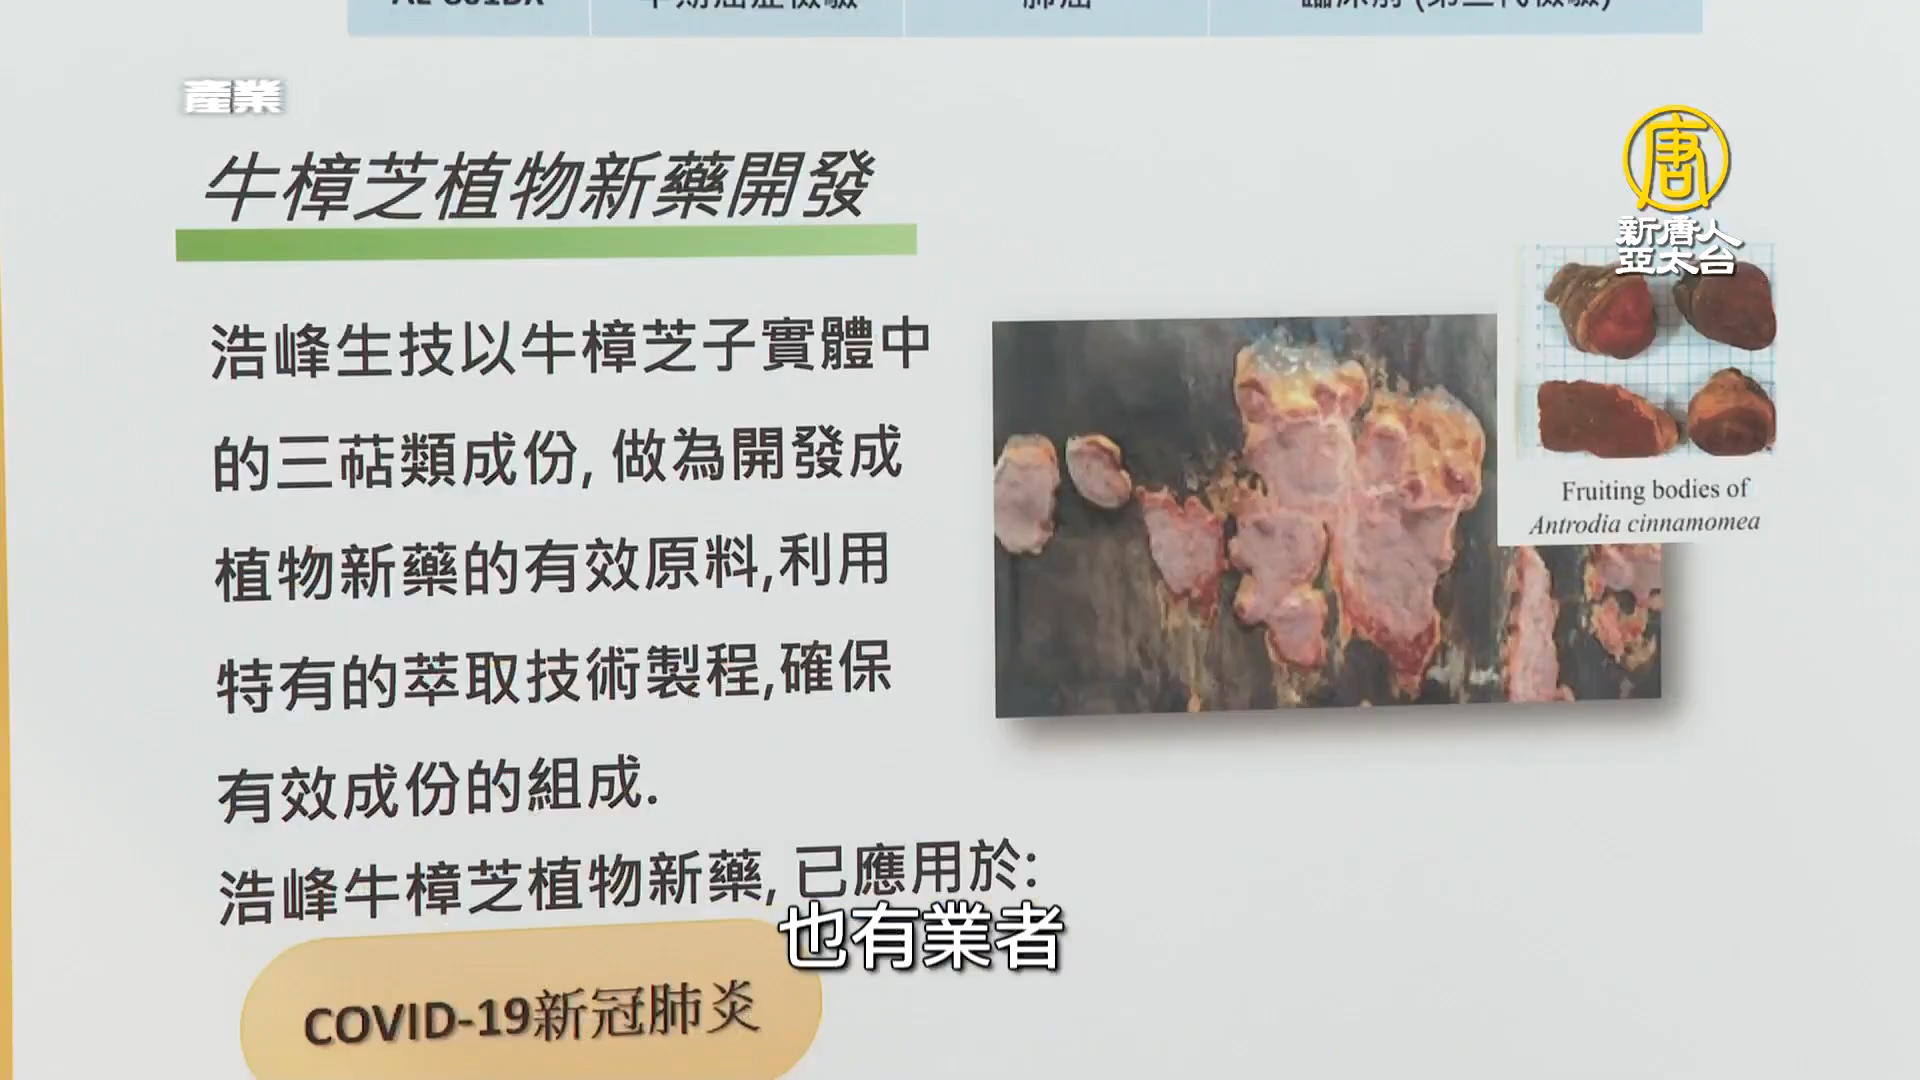 產業
牛樟芝植物新藥開發
唐
新唐人
亞太台
浩峰生技以牛樟芝子實體中
的三萜類成份, 做為開發成
植物新藥的有效原料,利用
特有的萃取技術製程,確保
有效成份的組成.
浩峰牛樟芝植物新藥, 已應用於:
Fruiting bodies of
Antrodia cinnamomea
也有業者
COVID-19新冠肺炎